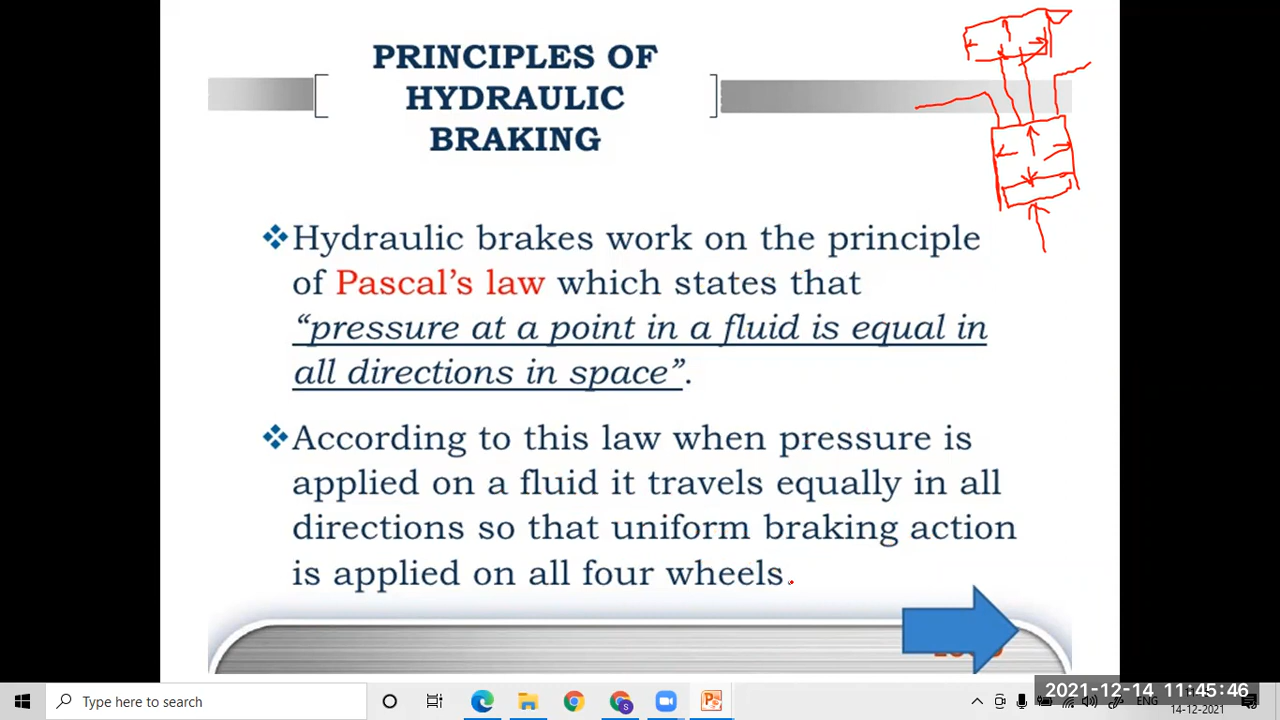 PRINCIPLES OF
HYDRAULIC
BRAKING
❖Hydraulic brakes work on the principle
of Pascal’s law which states that
“pressure at a point in a fluid is equal in
all directions in space”.
❖According to this law when pressure is
applied on a fluid it travels equally in all
directions so that uniform braking action
is applied on all four wheels.
Type here to search
2021-12-14 11:45:46
ENG
14-12-2021